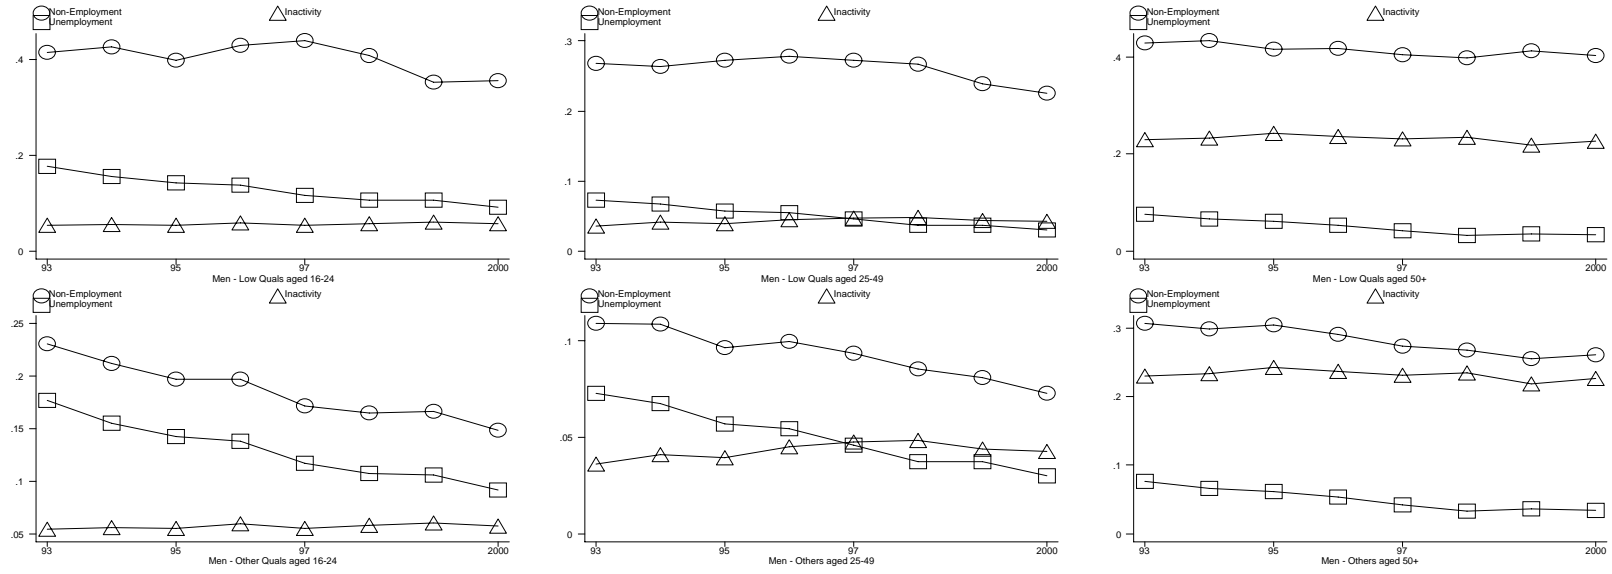 Non-Employment Inactivity
Unemployment
.4
.2
0
93 95 97 2000
Men - Low Quals aged 16-24
Non-Employment Inactivity
Unemployment
.3
.2
.1
0
93 95 97 2000
Men - Low Quals aged 25-49
Non-Employment Inactivity
Unemployment
.4
.2
0
93 95 97 2000
Men - Low Quals aged 50+
Non-Employment Inactivity
Unemployment
.25
.2
.15
.1
.05
93 95 97 2000
Men - Other Quals aged 16-24
Non-Employment Inactivity
Unemployment
.1
.05
0
93 95 97 2000
Men - Others aged 25-49
Non-Employment Inactivity
Unemployment
.3
.2
.1
0
93 95 97 2000
Men - Others aged 50+